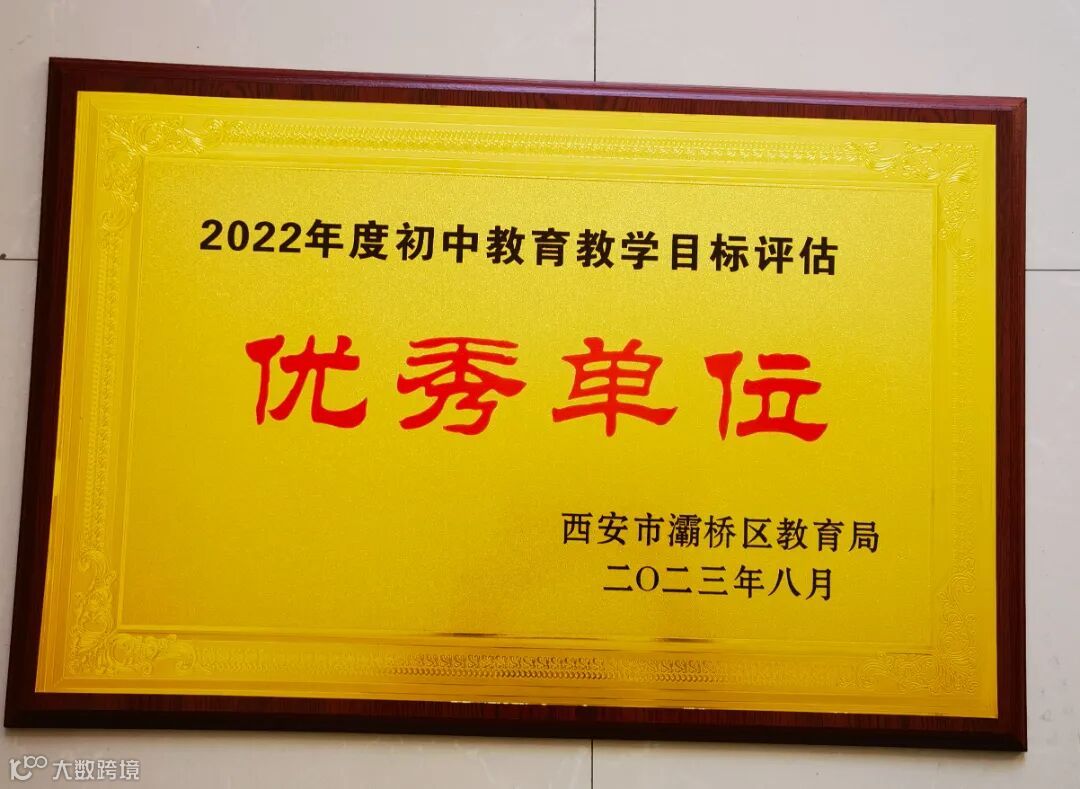 2022年度初中教育教学目标评估
优秀单位
西安市灞桥区教育局
二〇二三年八月
大数跨境